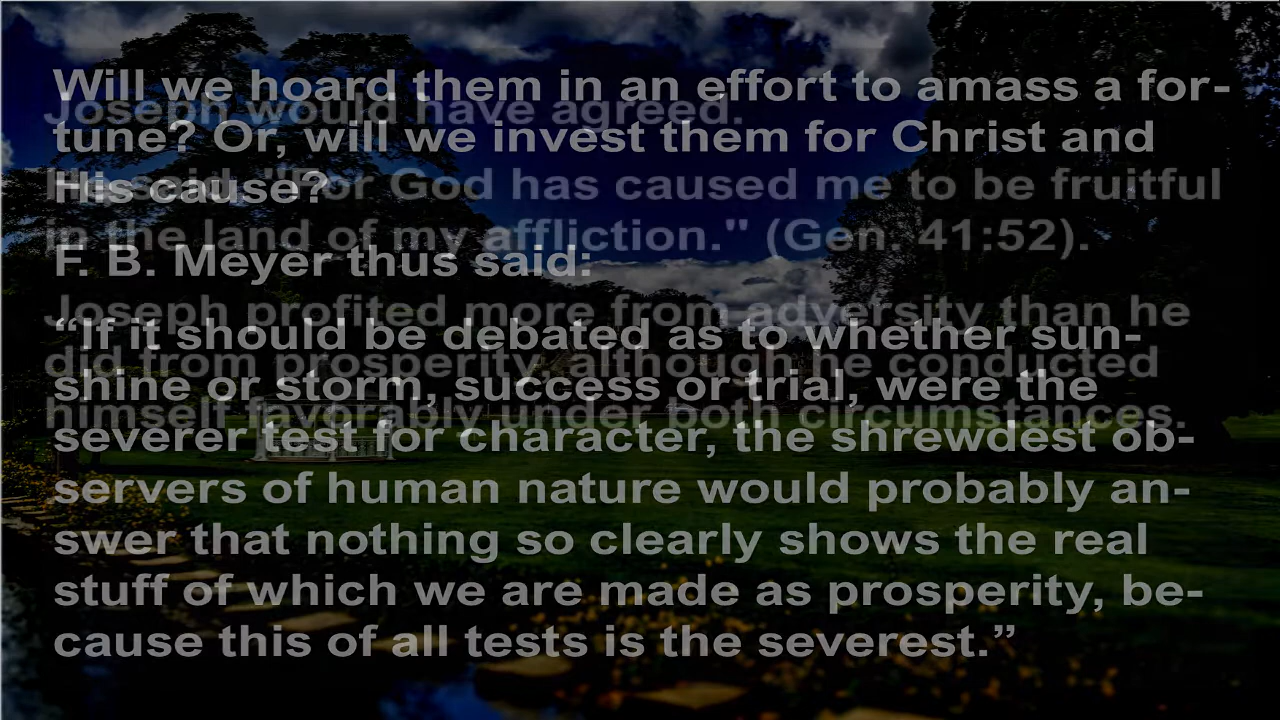 Will we hoard them in an effort to amass a for-
tune? Or, will we invest them for Christ and
His cause?
F. B. Meyer thus said:
“If it should be debated as to whether sun-
shine or storm, success or trial, were the
severer test for character, the shrewdest ob-
servers of human nature would probably an-
swer that nothing so clearly shows the real
stuff of which we are made as prosperity, be-
cause this of all tests is the severest.”
Joseph would have agreed.
"For God has caused me to be fruitful
in the land of my affliction." (Gen. 41:52).
Joseph profited more from adversity than he
did from prosperity, although he conducted
himself favorably under both circumstances.